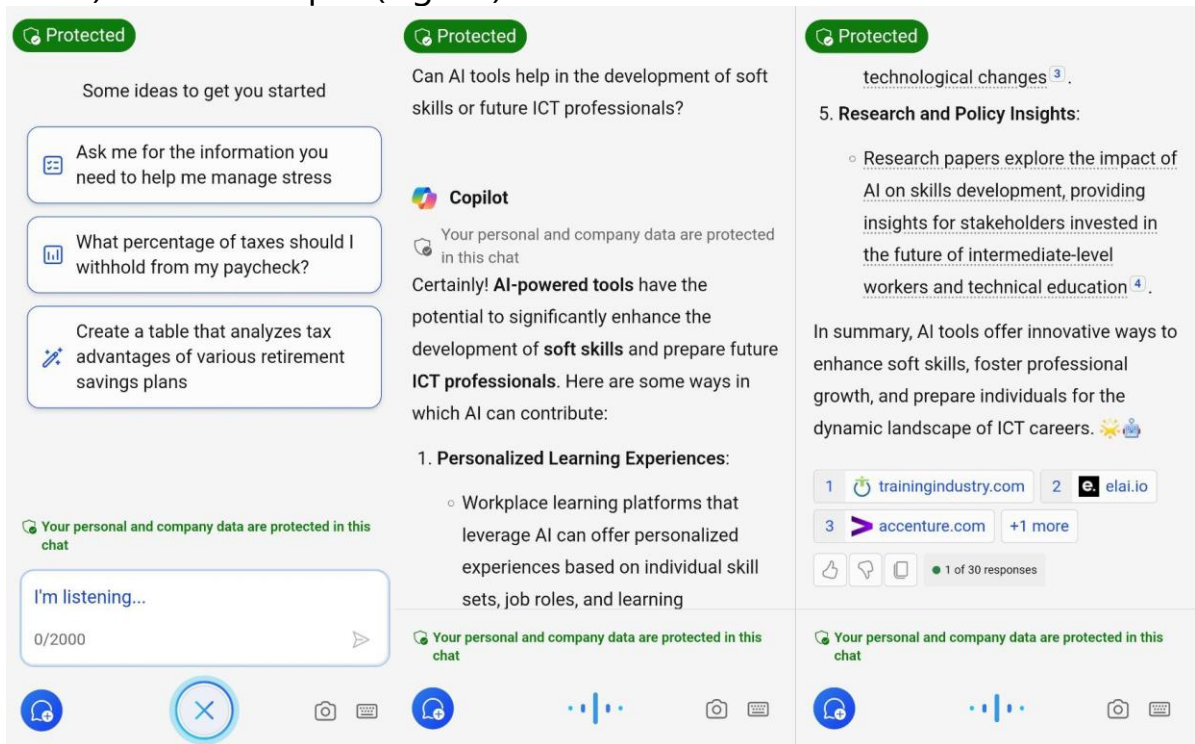 Protected
Some ideas to get you started
Ask me for the information you
need to help me manage stress
What percentage of taxes should I
withhold from my paycheck?
Create a table that analyzes tax
advantages of various retirement
savings plans
Your personal and company data are protected in this
chat
I'm listening...
0/2000
Protected
Can AI tools help in the development of soft
skills or future ICT professionals?
Copilot
Your personal and company data are protected
in this chat
Certainly! AI-powered tools have the
potential to significantly enhance the
development of soft skills and prepare future
ICT professionals. Here are some ways in
which AI can contribute:
1. Personalized Learning Experiences:
◦ Workplace learning platforms that
leverage AI can offer personalized
experiences based on individual skill
sets, job roles, and learning
Your personal and company data are protected in this
chat
Protected
technological changes 3 .
5. Research and Policy Insights:
◦ Research papers explore the impact of
AI on skills development, providing
insights for stakeholders invested in
the future of intermediate-level
workers and technical education 4 .
In summary, AI tools offer innovative ways to
enhance soft skills, foster professional
growth, and prepare individuals for the
dynamic landscape of ICT careers. 🌟🤖
1 trainingindustry.com 2 e. elai.io
3 accenture.com +1 more
1 of 30 responses
Your personal and company data are protected in this
chat